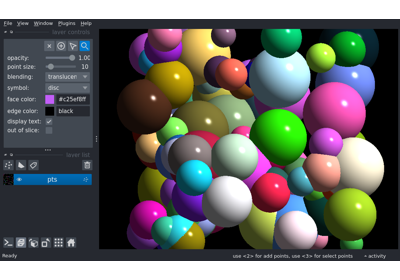 File View Window Plugins Help
layer controls
opacity: 1.00
point size: 10
blending: translucen
symbol: disc
face color: #c25ef8ff
edge color: black
display text:
out of slice:
layer list
pts
Ready use <2> for add points, use <3> for select points activity